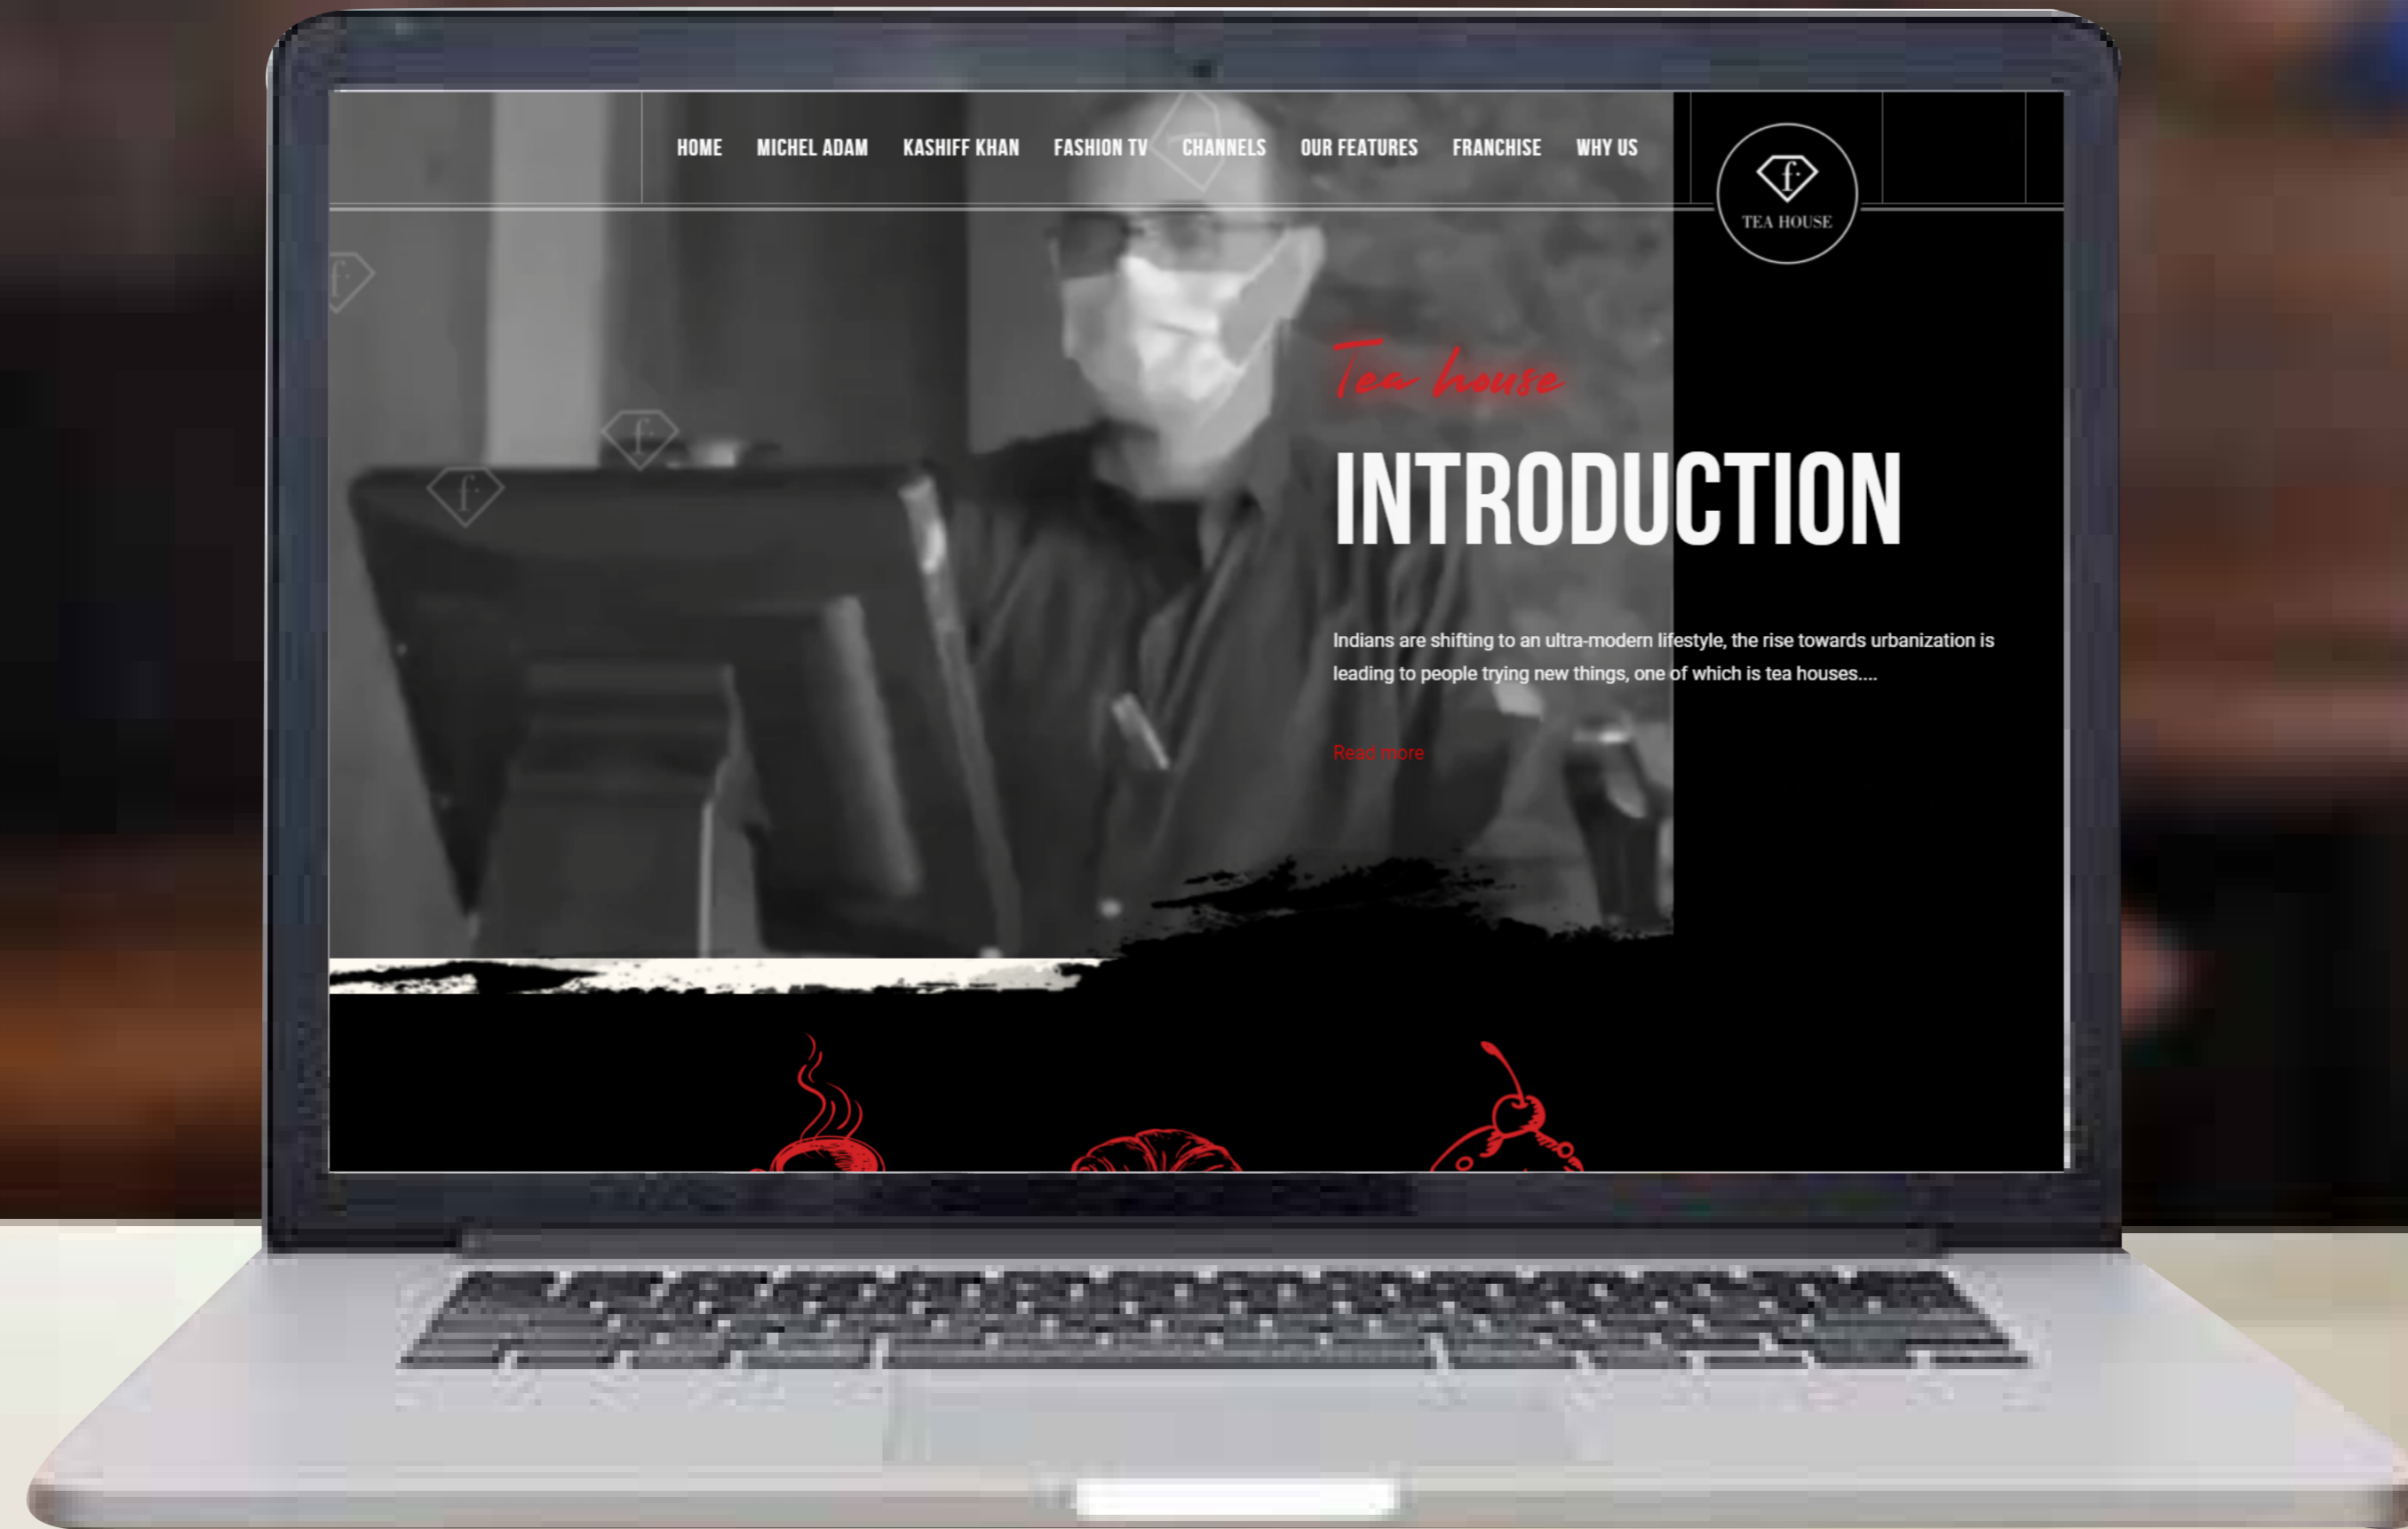 HOME MICHEL ADAM KASHIFF KHAN FASHION TV CHANNELS OUR FEATURES FRANCHISE WHY US
f.
TEA HOUSE
f.
f.
f.
Tea house
INTRODUCTION
Indians are shifting to an ultra-modern lifestyle, the rise towards urbanization is
leading to people trying new things, one of which is tea houses....
Read more